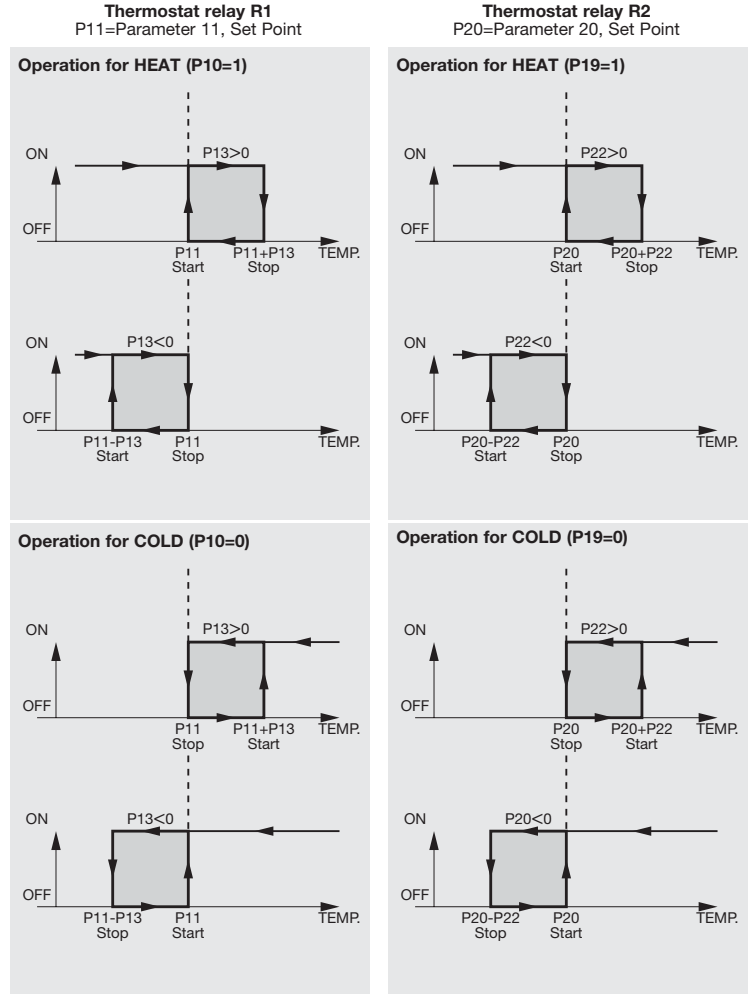 Thermostat relay R1
P11=Parameter 11, Set Point
Operation for HEAT (P10=1)
ON
P13>0
OFF
P11 P11+P13 TEMP.
Start Stop
ON
P13<0
OFF
P11-P13 P11 TEMP.
Start Stop
Operation for COLD (P10=0)
ON
P13>0
OFF
P11 P11+P13 TEMP.
Stop Start
ON
P13<0
OFF
P11-P13 P11 TEMP.
Stop Start
Thermostat relay R2
P20=Parameter 20, Set Point
Operation for HEAT (P19=1)
ON
P22>0
OFF
P20 P20+P22 TEMP.
Start Stop
ON
P22<0
OFF
P20-P22 P20 TEMP.
Start Stop
Operation for COLD (P19=0)
ON
P22>0
OFF
P20 P20+P22 TEMP.
Stop Start
ON
P20<0
OFF
P20-P22 P20 TEMP.
Stop Start